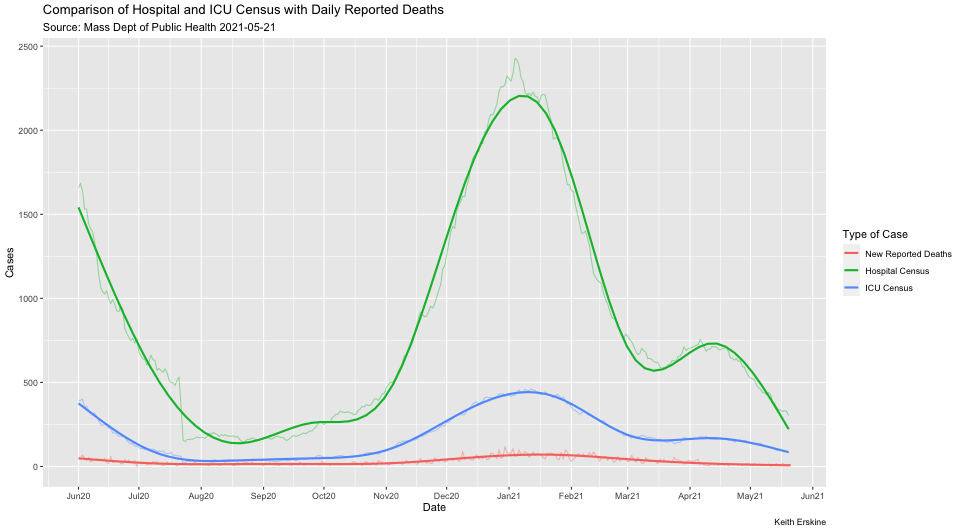 Comparison of Hospital and ICU Census with Daily Reported Deaths
Source: Mass Dept of Public Health 2021-05-21
2500
2000
1500
1000
500
0
Cases
Jun20 Jul20 Aug20 Sep20 Oct20 Nov20 Dec20 Jan21 Feb21 Mar21 Apr21 May21 Jun21
Date
Type of Case
New Reported Deaths
Hospital Census
ICU Census
Keith Erskine